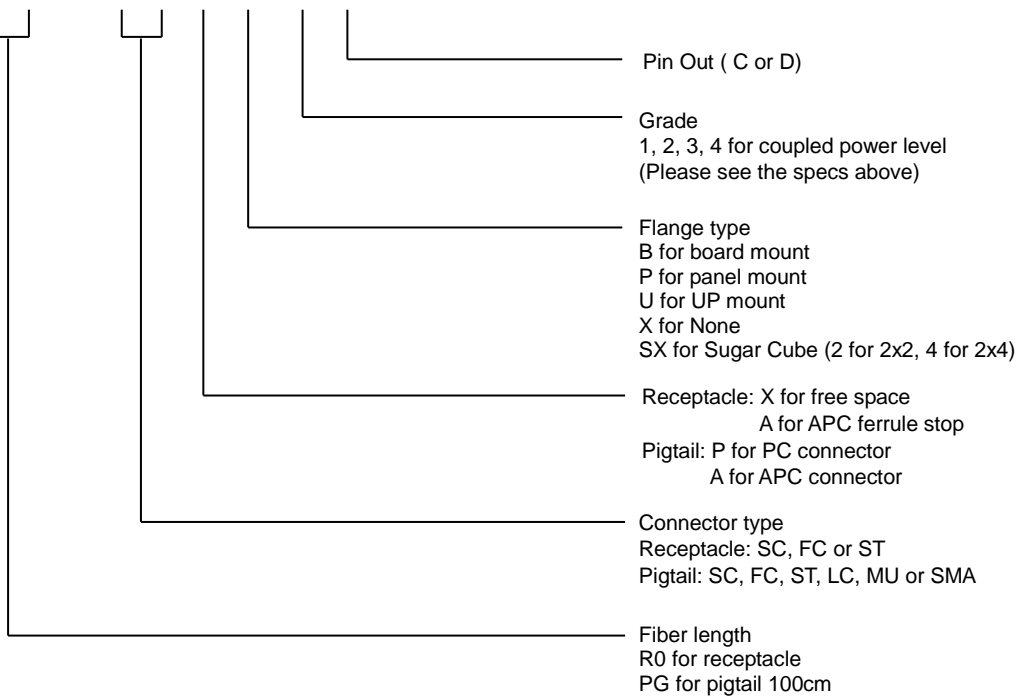 Pin Out ( C or D)
Grade
1, 2, 3, 4 for coupled power level
(Please see the specs above)
Flange type
B for board mount
P for panel mount
U for UP mount
X for None
SX for Sugar Cube (2 for 2x2, 4 for 2x4)
Receptacle: X for free space
A for APC ferrule stop
Pigtail: P for PC connector
A for APC connector
Connector type
Receptacle: SC, FC or ST
Pigtail: SC, FC, ST, LC, MU or SMA
Fiber length
R0 for receptacle
PG for pigtail 100cm